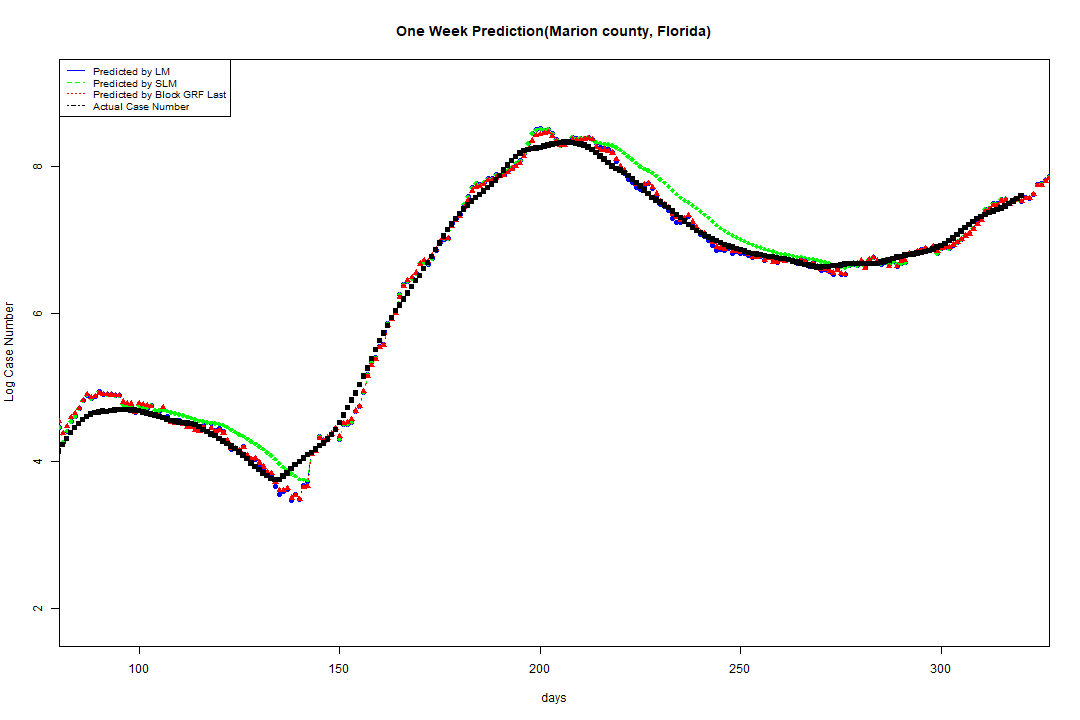 One Week Prediction(Marion county, Florida)
Predicted by LM
Predicted by SLM
Predicted by Block GRF Last
Actual Case Number
8
6
4
2
Log Case Number
100 150 200 250 300
days